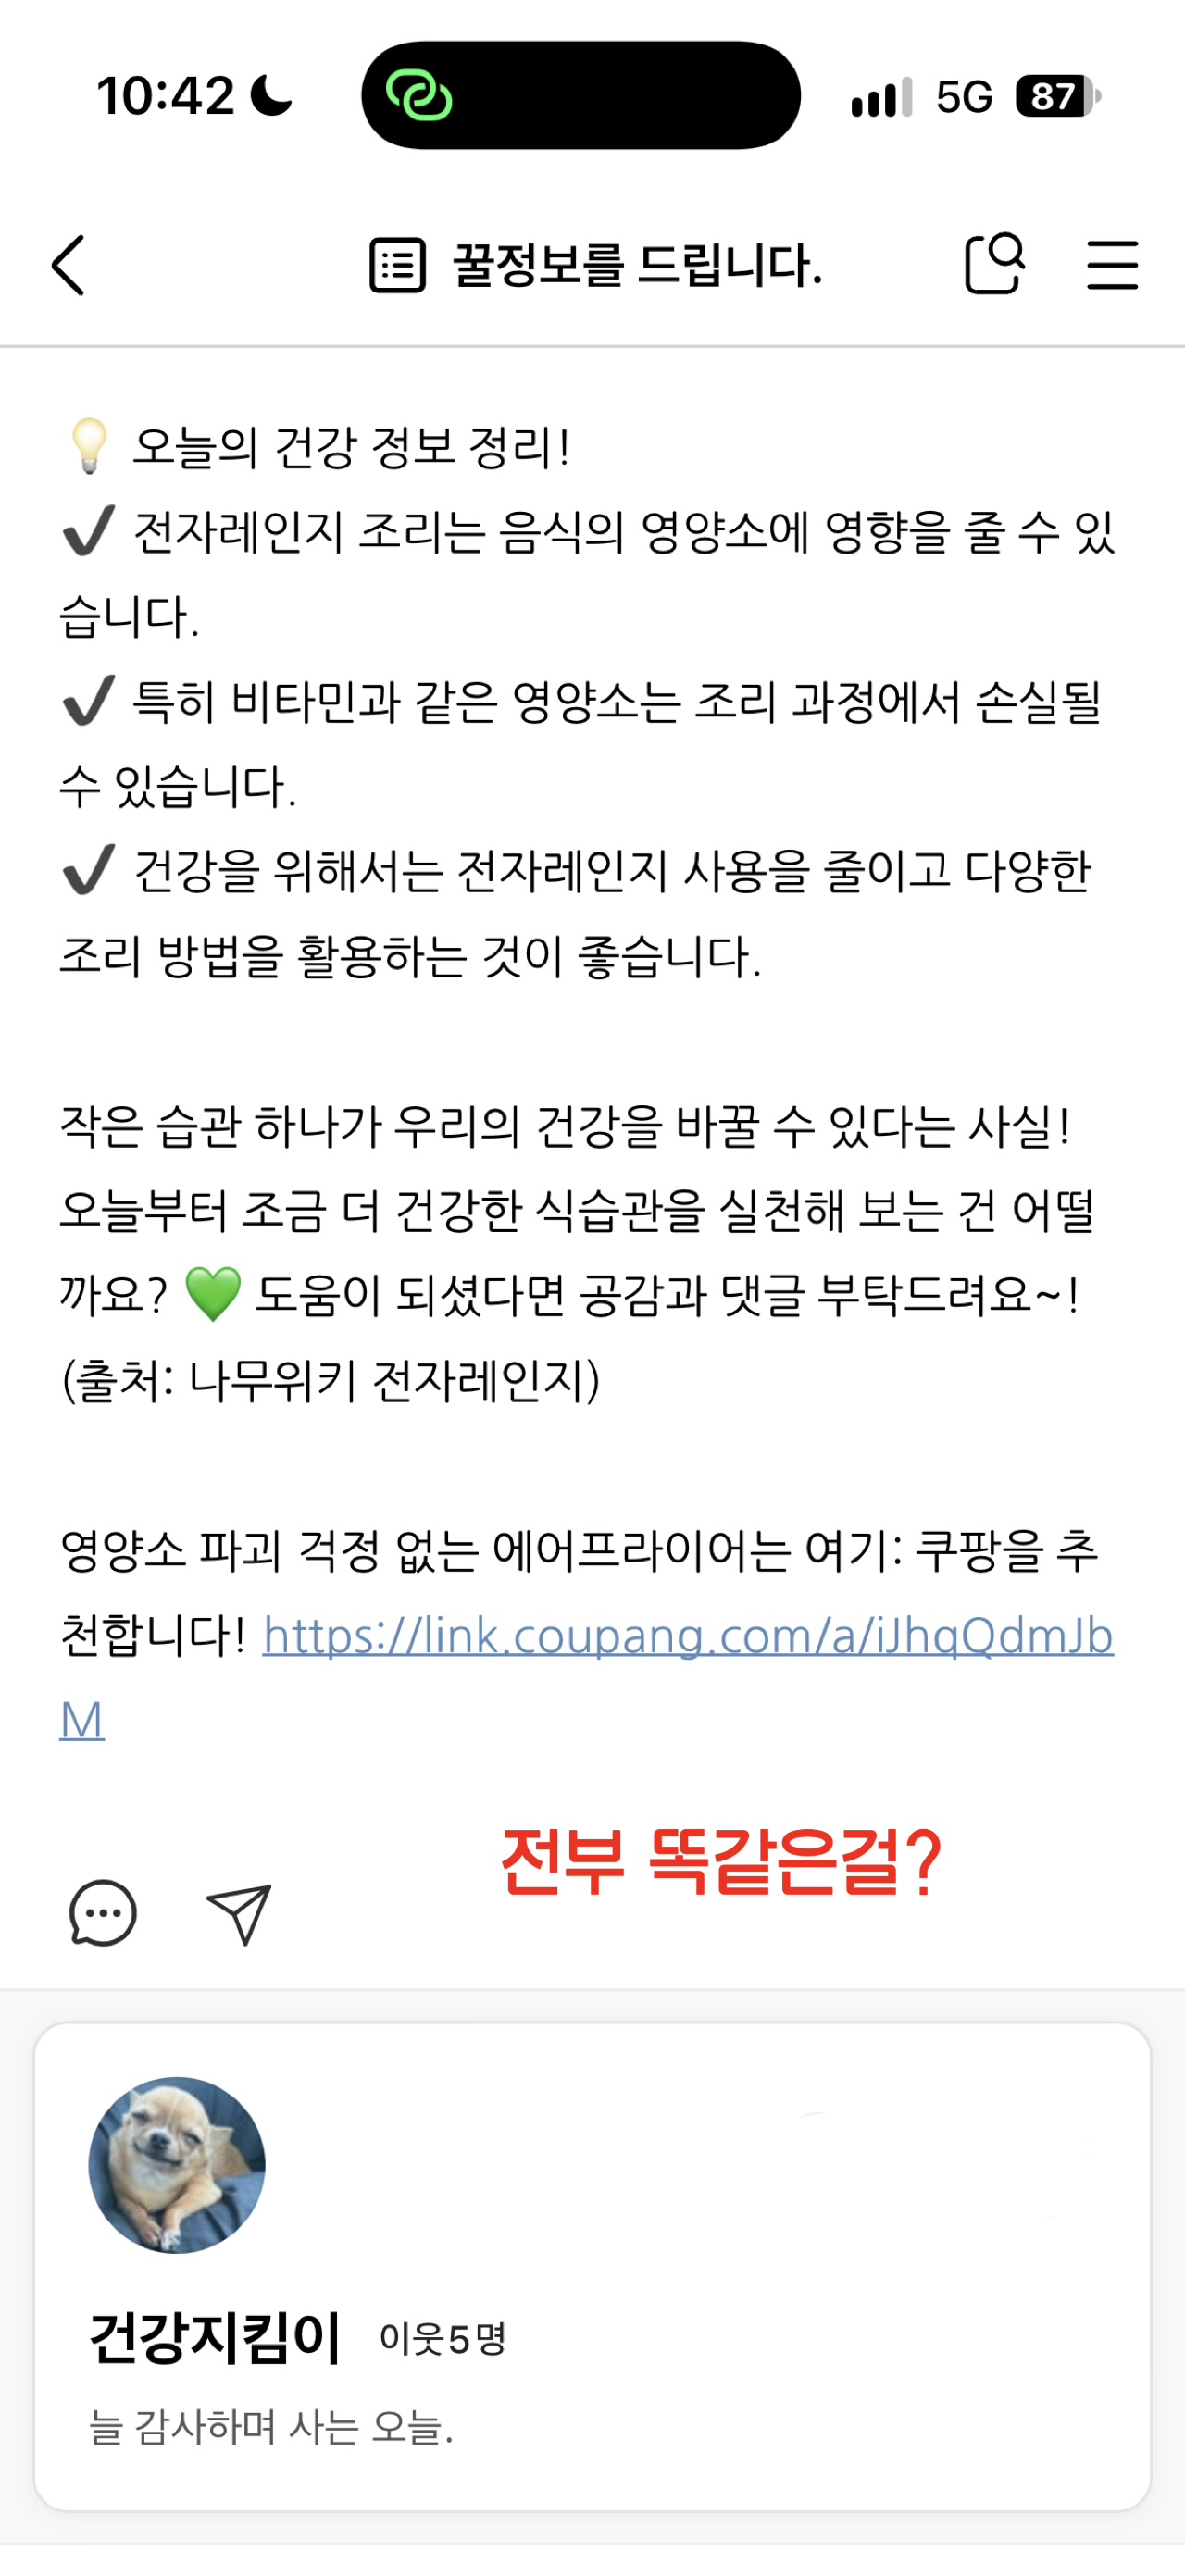 10:42
5G 87
꿀정보를 드립니다.
💡 오늘의 건강 정보 정리!
✔ 전자레인지 조리는 음식의 영양소에 영향을 줄 수 있
습니다.
✔ 특히 비타민과 같은 영양소는 조리 과정에서 손실될
수 있습니다.
✔ 건강을 위해서는 전자레인지 사용을 줄이고 다양한
조리 방법을 활용하는 것이 좋습니다.
작은 습관 하나가 우리의 건강을 바꿀 수 있다는 사실!
오늘부터 조금 더 건강한 식습관을 실천해 보는 건 어떨
까요? 💚 도움이 되셨다면 공감과 댓글 부탁드려요~!
(출처: 나무위키 전자레인지)
영양소 파괴 걱정 없는 에어프라이어는 여기: 쿠팡을 추
천합니다! https://link.coupang.com/a/iJhqQdmJb
M
전부 똑같은걸?
건강지킴이 이웃5명
늘 감사하며 사는 오늘.